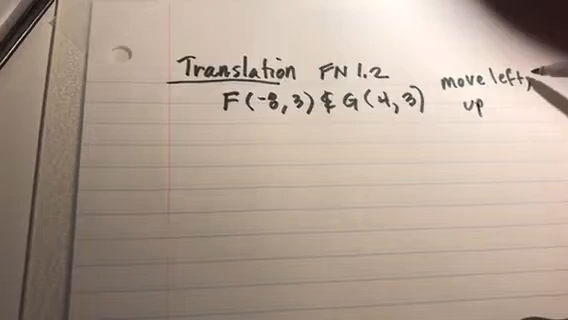 Translation FN 1.2
F(-8,3) & G(4,3)
move left,
up